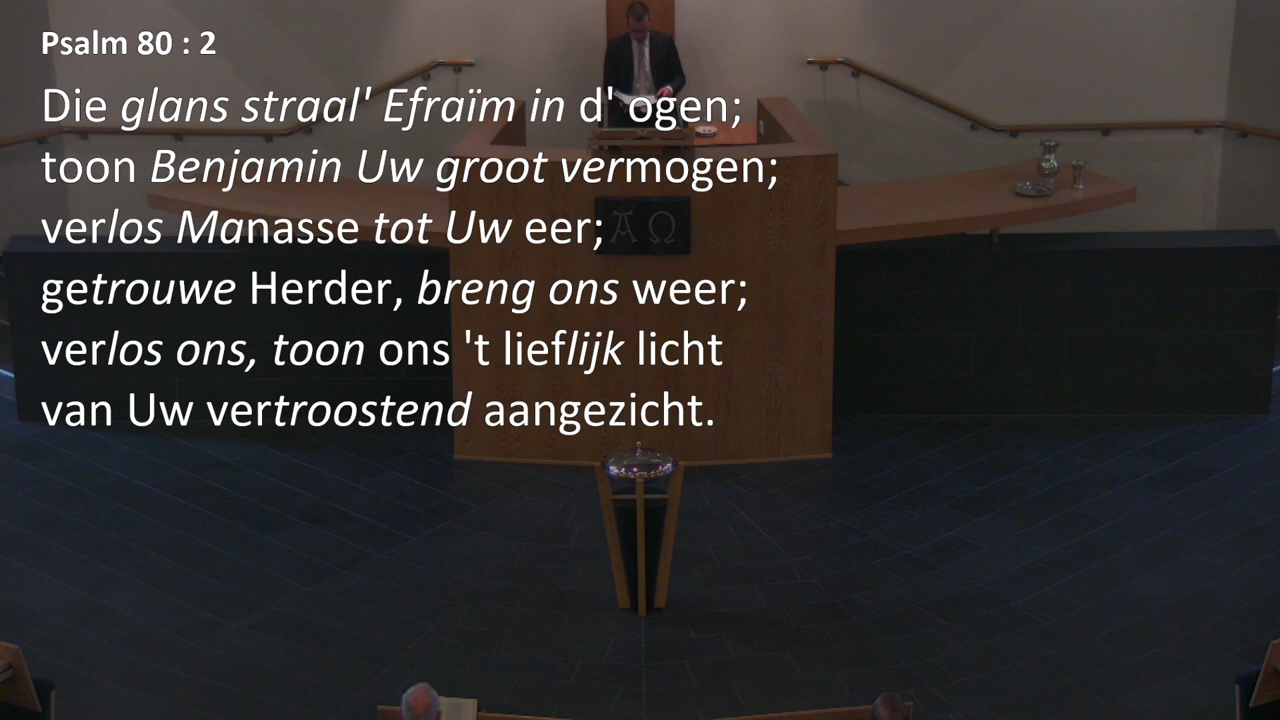 Psalm 80 : 2
Die glans straal' Efraïm in d' ogen;
toon Benjamin Uw groot vermogen;
verlos Manasse tot Uw eer;
getrouwe Herder, breng ons weer;
verlos ons, toon ons 't lieflijk licht
van Uw vertroostend aangezicht.
Α Ω